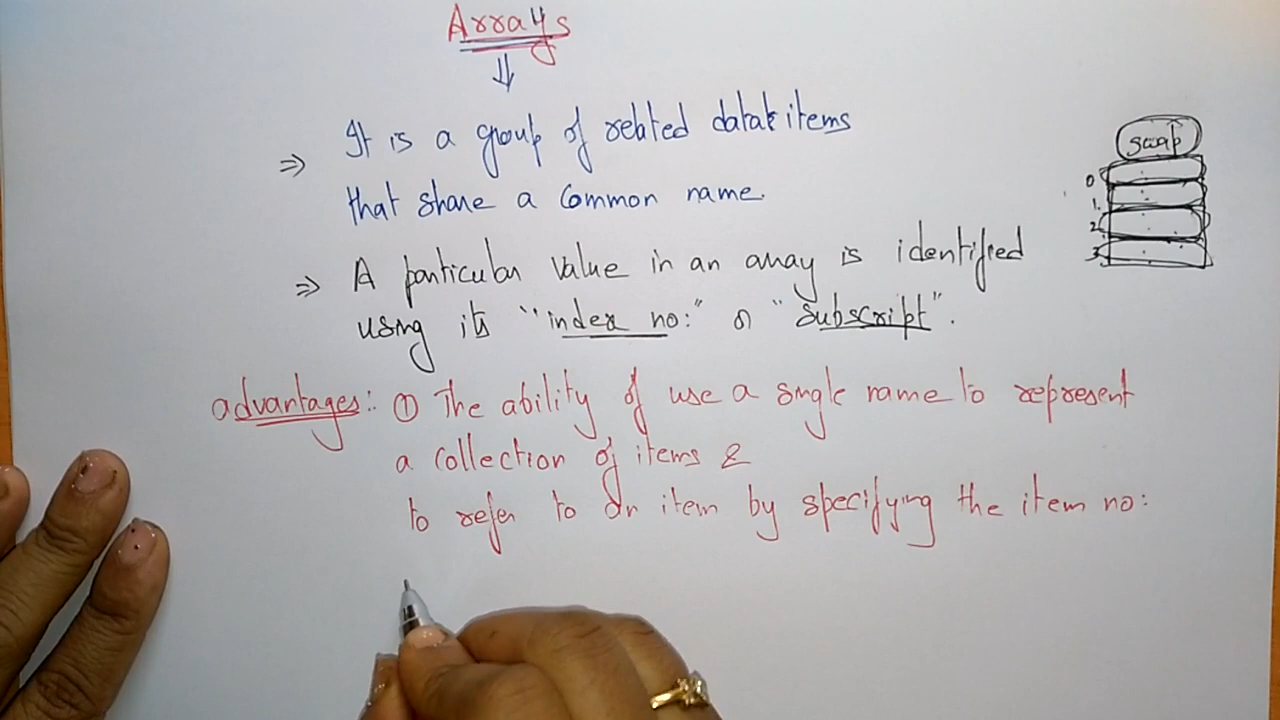 Arrays
⇓
⇒ It is a group of related data items
that share a Common name.
⇒ A particular value in an array is identified
using its "index no:" or "subscript".
advantages:: ① The ability of use a single name to represent
a collection of items &
to refer to an item by specifying the item no:
swap
0
1.
2
3